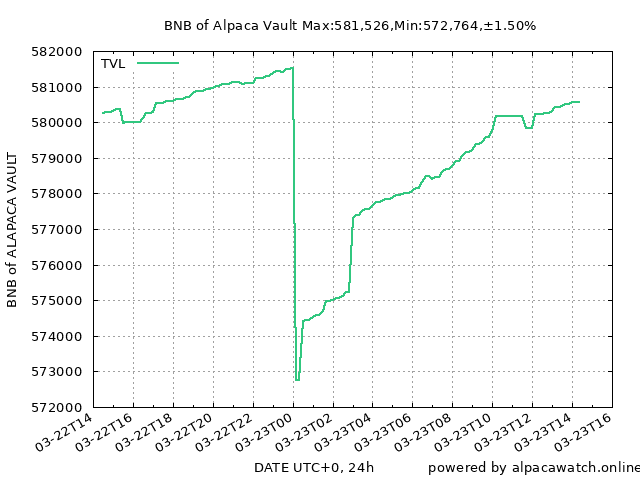 BNB of Alpaca Vault Max:581,526,Min:572,764,±1.50%
TVL
582000
581000
580000
579000
578000
577000
576000
575000
574000
573000
572000
BNB of ALAPACA VAULT
03-22T14
03-22T16
03-22T18
03-22T20
03-22T22
03-23T00
03-23T02
03-23T04
03-23T06
03-23T08
03-23T10
03-23T12
03-23T14
03-23T16
DATE UTC+0, 24h
powered by alpacawatch.online